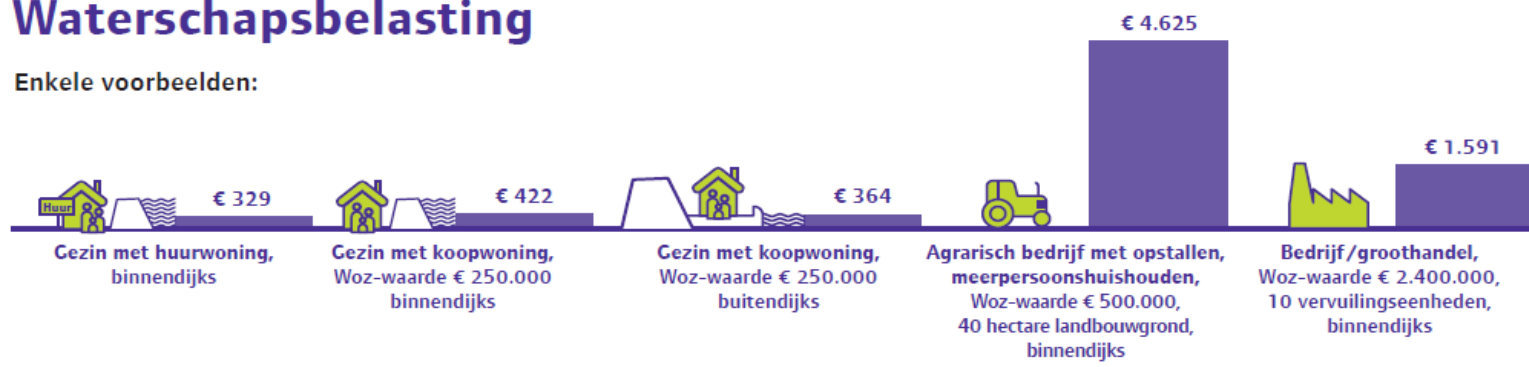 Waterschapsbelasting
Enkele voorbeelden:
Huur
€ 329
Gezin met huurwoning,
binnendijks
€ 422
Gezin met koopwoning,
Woz-waarde € 250.000
binnendijks
€ 364
Gezin met koopwoning,
Woz-waarde € 250.000
buitendijks
€ 4.625
Agrarisch bedrijf met opstallen,
meerpersoonshuishouden,
Woz-waarde € 500.000,
40 hectare landbouwgrond,
binnendijks
€ 1.591
Bedrijf/groothandel,
Woz-waarde € 2.400.000,
10 vervuilingseenheden,
binnendijks